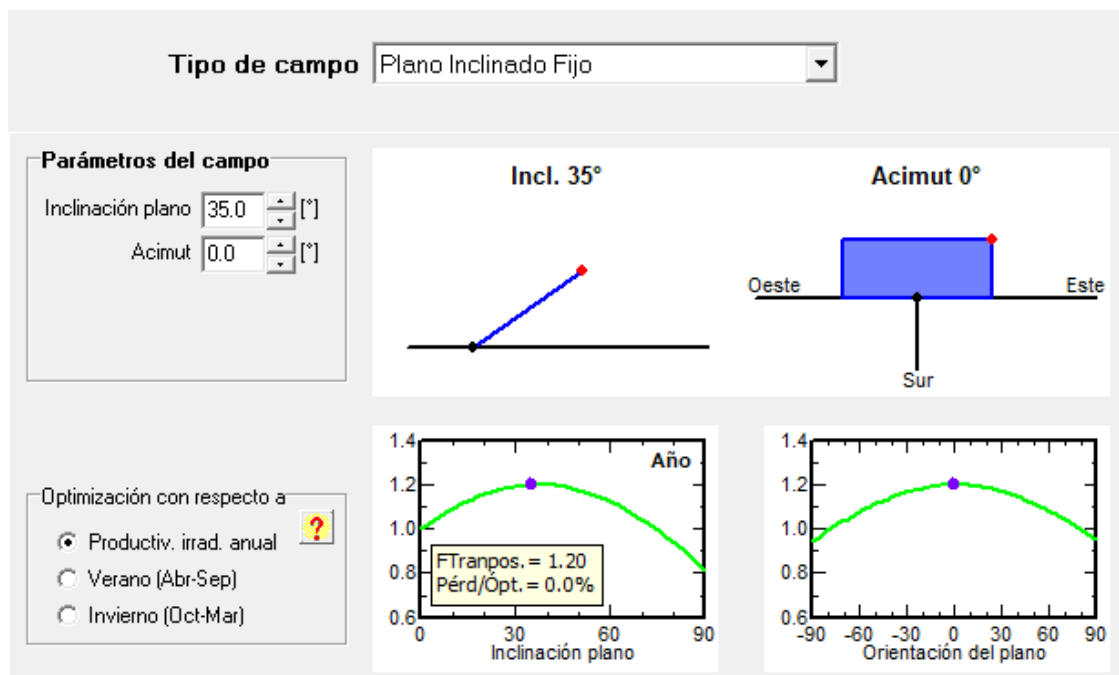 Tipo de campo Plano Inclinado Fijo
Parámetros del campo
Inclinación plano 35.0 [°]
Acimut 0.0 [°]
Incl. 35°
Acimut 0°
Oeste Este
Sur
Optimización con respecto a
?
Productiv. irrad. anual
Verano (Abr-Sep)
Invierno (Oct-Mar)
1.4
Año
1.2
1.0
FTranpos. = 1.20
0.8
Pérd/Ópt. = 0.0%
0.6
0 30 60 90
Inclinación plano
1.4
1.2
1.0
0.8
0.6
-90 -60 -30 0 30 60 90
Orientación del plano